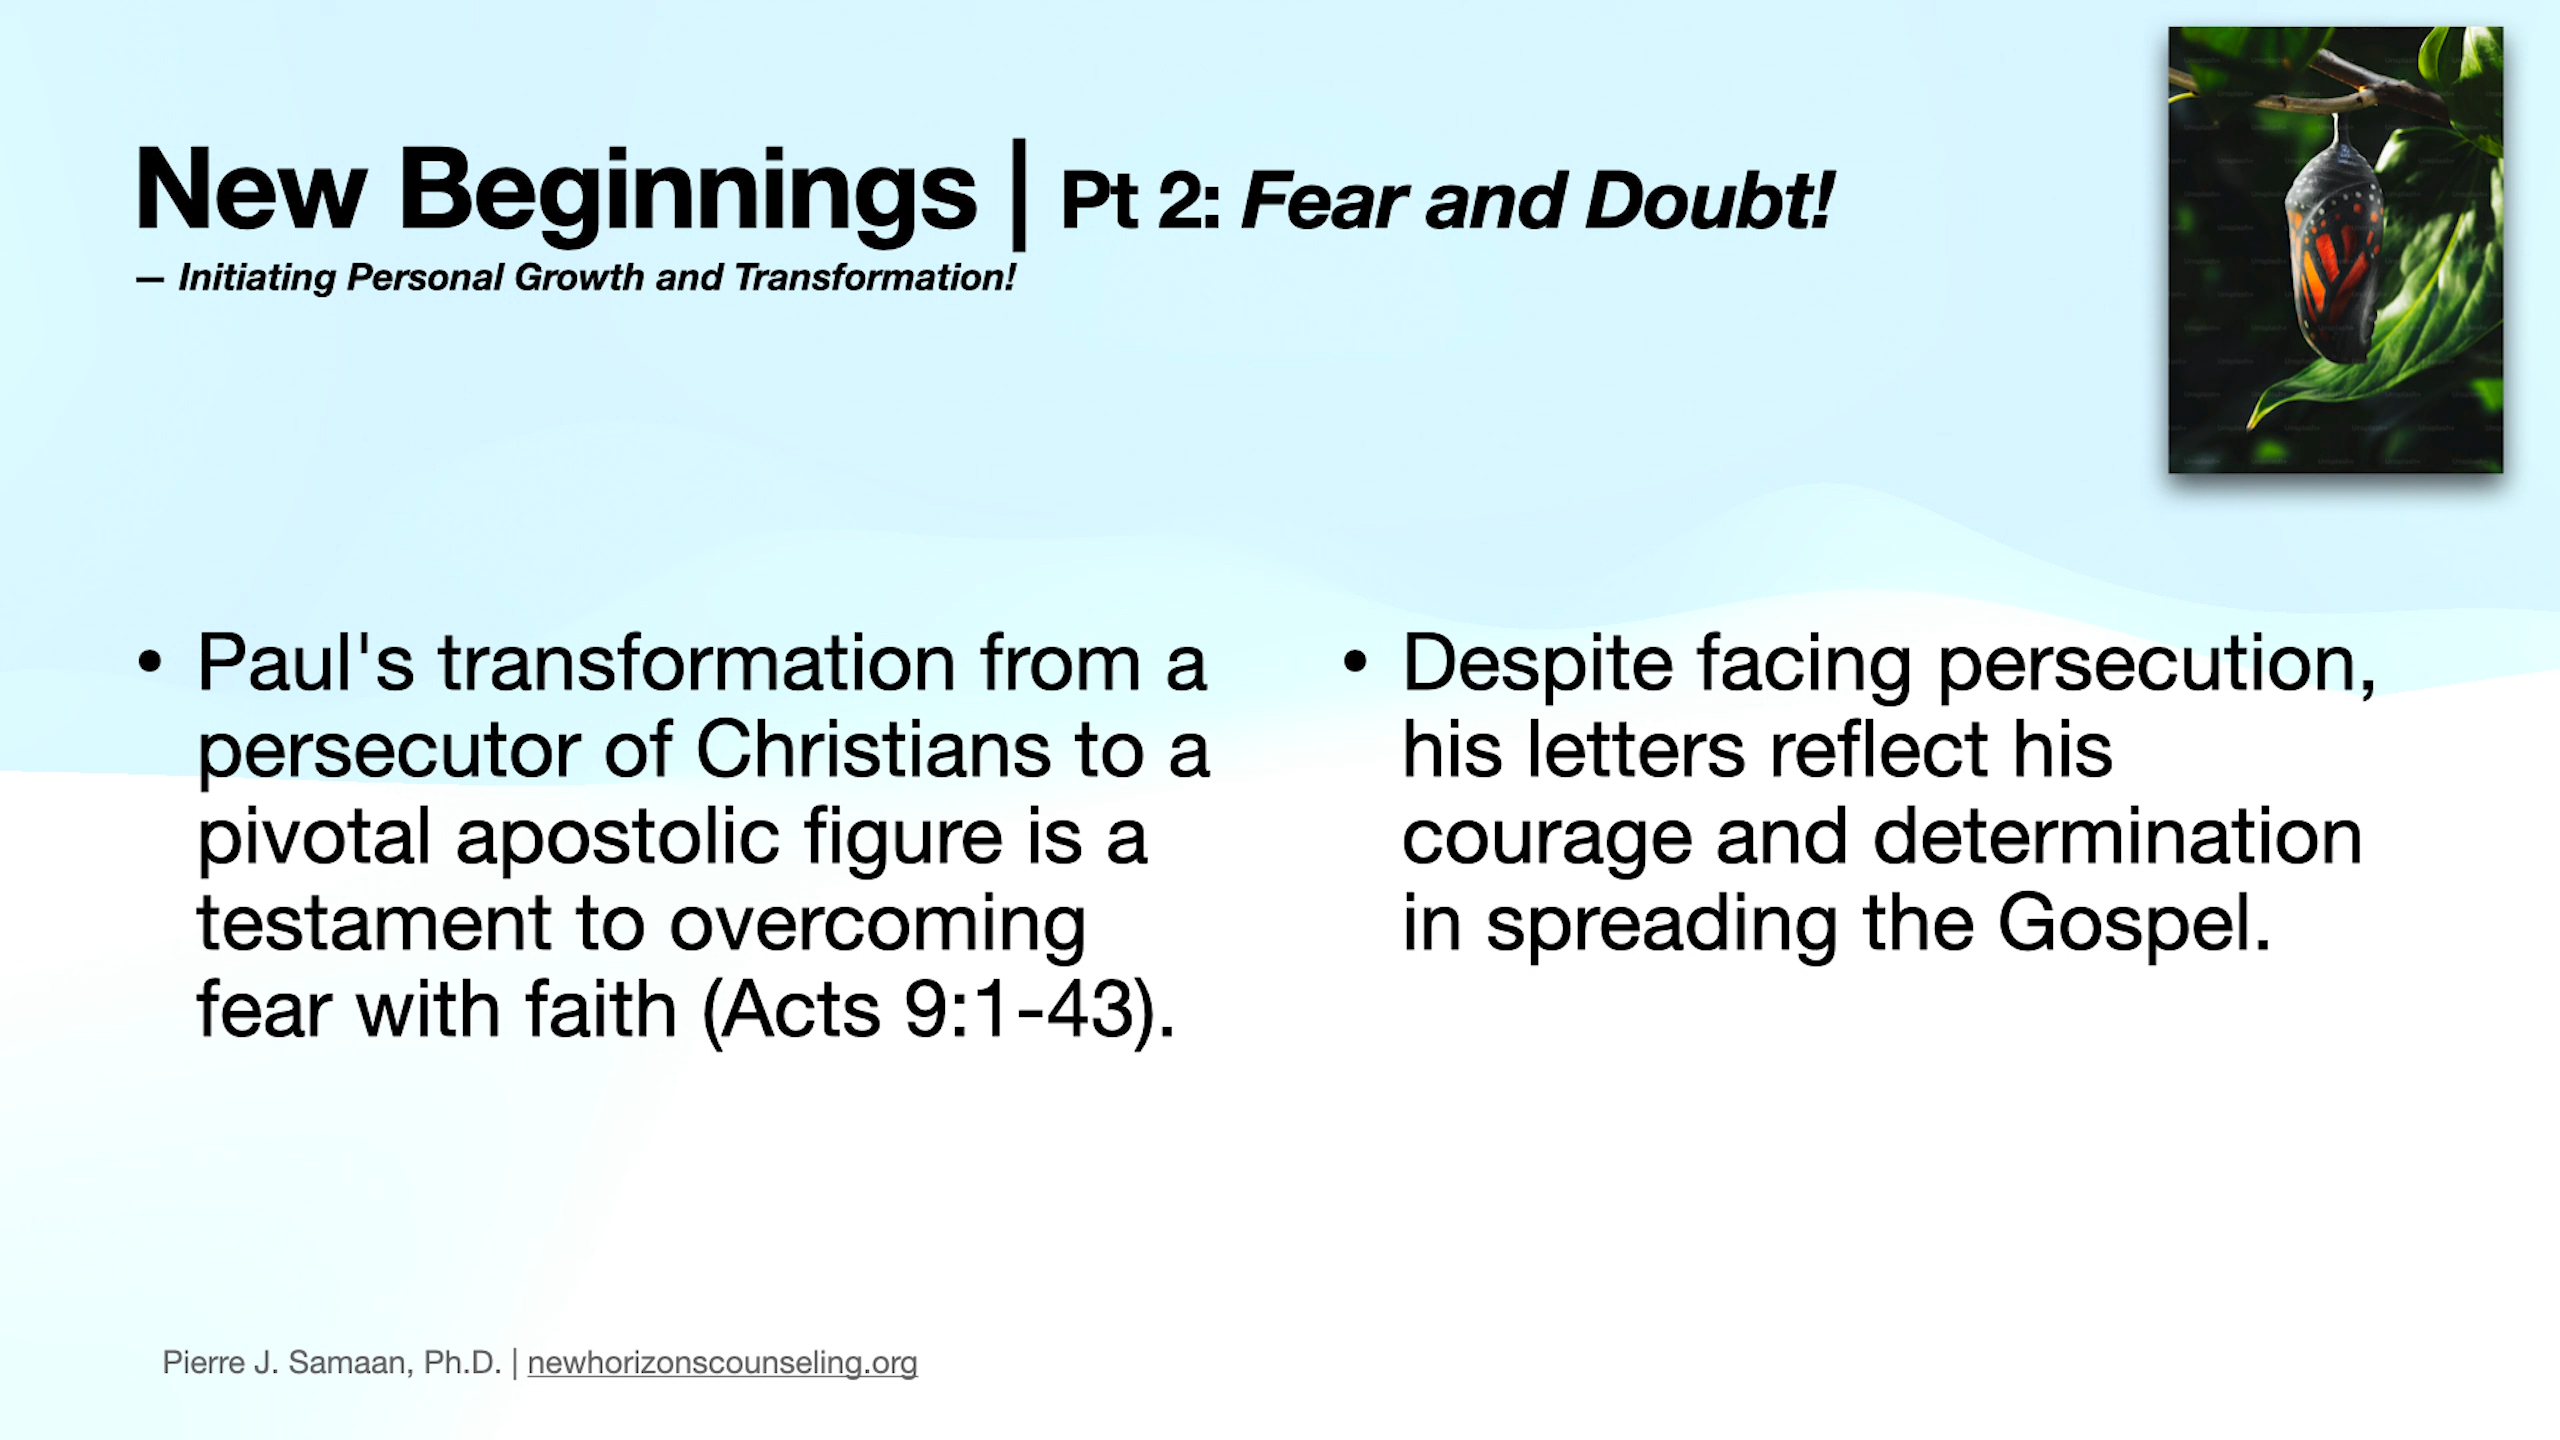 New Beginnings | Pt 2: Fear and Doubt!
– Initiating Personal Growth and Transformation!
• Paul's transformation from a
persecutor of Christians to a
pivotal apostolic figure is a
testament to overcoming
fear with faith (Acts 9:1-43).
• Despite facing persecution,
his letters reflect his
courage and determination
in spreading the Gospel.
Pierre J. Samaan, Ph.D. | newhorizonscounseling.org